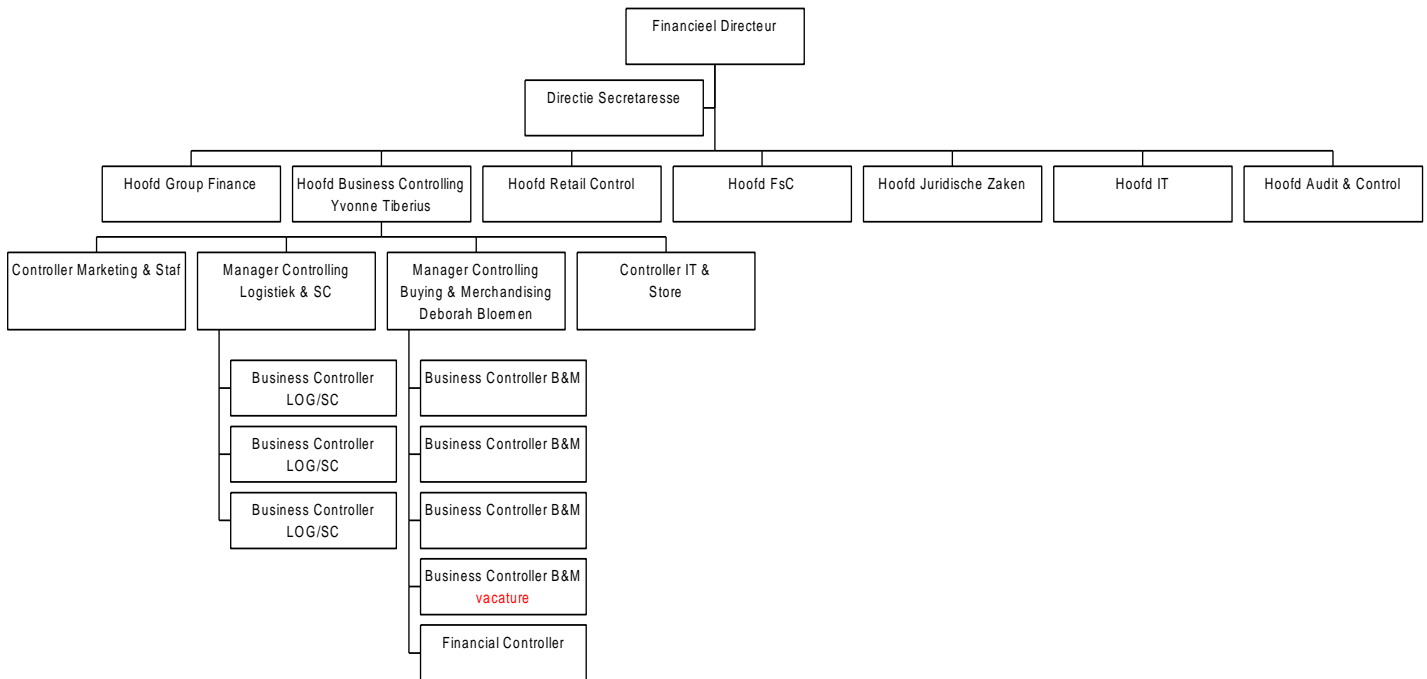 Financieel Directeur
Directie Secretaresse
Hoofd Group Finance
Hoofd Business Controlling
Yvonne Tiberius
Hoofd Retail Control
Hoofd FsC
Hoofd Juridische Zaken
Hoofd IT
Hoofd Audit & Control
Controller Marketing & Staf
Manager Controlling
Logistiek & SC
Manager Controlling
Buying & Merchandising
Deborah Bloemen
Controller IT &
Store
Business Controller
LOG/SC
Business Controller
LOG/SC
Business Controller
LOG/SC
Business Controller B&M
Business Controller B&M
Business Controller B&M
Business Controller B&M
vacature
Financial Controller